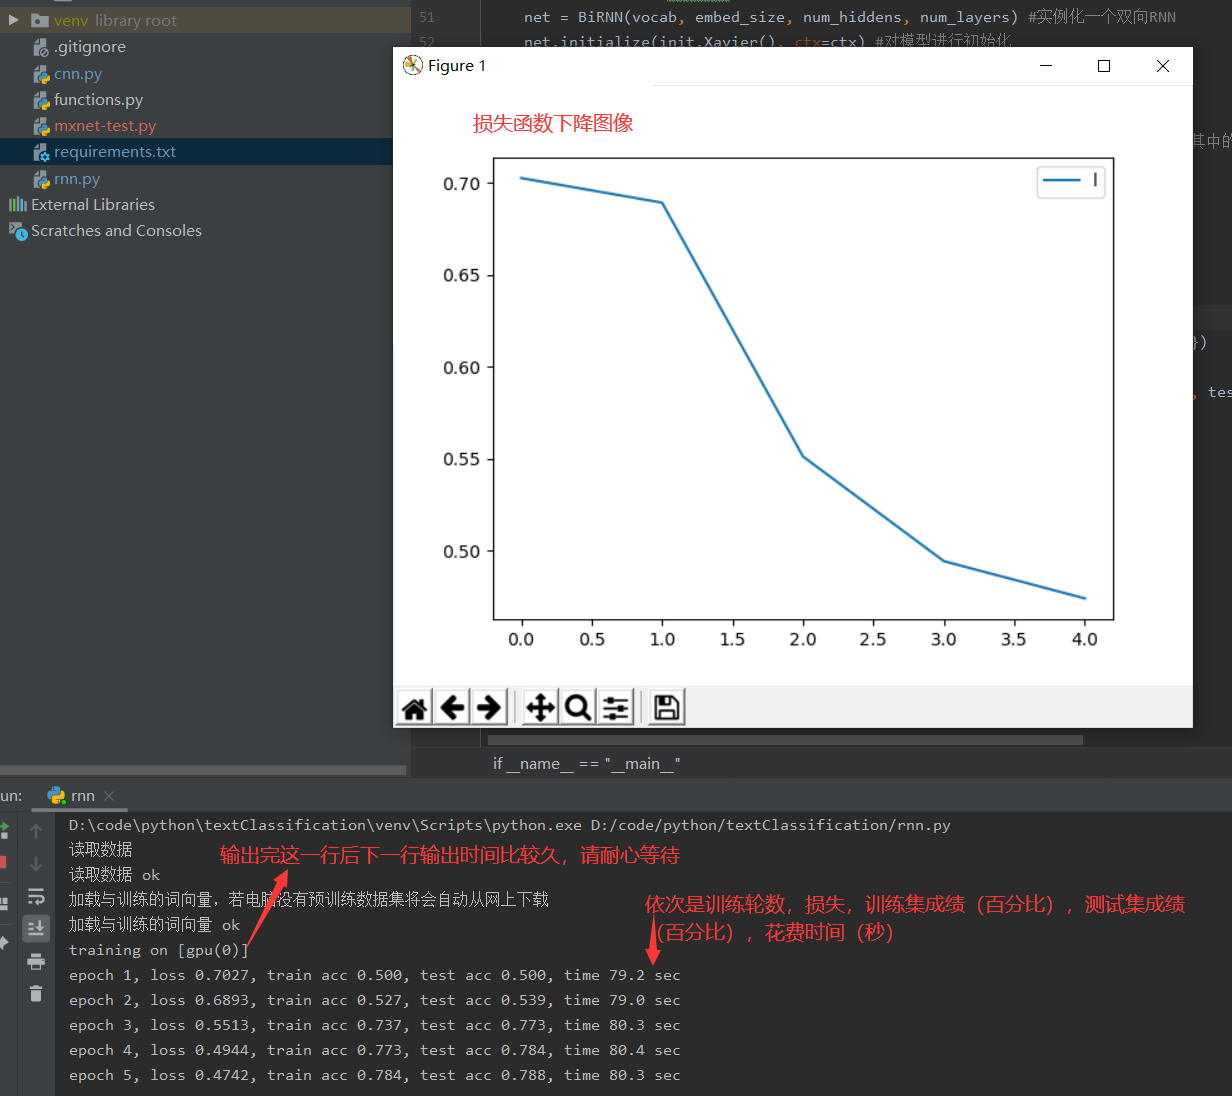 venv library root
.gitignore
cnn.py
functions.py
mxnet-test.py
requirements.txt
rnn.py
External Libraries
Scratches and Consoles
51 net = BiRNN(vocab, embed_size, num_hiddens, num_layers) #实例化一个双向RNN
52 net.initialize(init.Xavier(), ctx=ctx) #对模型进行初始化
其中的
})
, tes
Figure 1
损失函数下降图像
l
0.70
0.65
0.60
0.55
0.50
0.0 0.5 1.0 1.5 2.0 2.5 3.0 3.5 4.0
if __name__ == "__main__"
un: rnn
D:\code\python\textClassification\venv\Scripts\python.exe D:/code/python/textClassification/rnn.py
读取数据
输出完这一行后下一行输出时间比较久，请耐心等待
读取数据 ok
加载与训练的词向量，若电脑没有预训练数据集将会自动从网上下载
加载与训练的词向量 ok
依次是训练轮数，损失，训练集成绩（百分比），测试集成绩
（百分比），花费时间（秒）
training on [gpu(0)]
epoch 1, loss 0.7027, train acc 0.500, test acc 0.500, time 79.2 sec
epoch 2, loss 0.6893, train acc 0.527, test acc 0.539, time 79.0 sec
epoch 3, loss 0.5513, train acc 0.737, test acc 0.773, time 80.3 sec
epoch 4, loss 0.4944, train acc 0.773, test acc 0.784, time 80.4 sec
epoch 5, loss 0.4742, train acc 0.784, test acc 0.788, time 80.3 sec